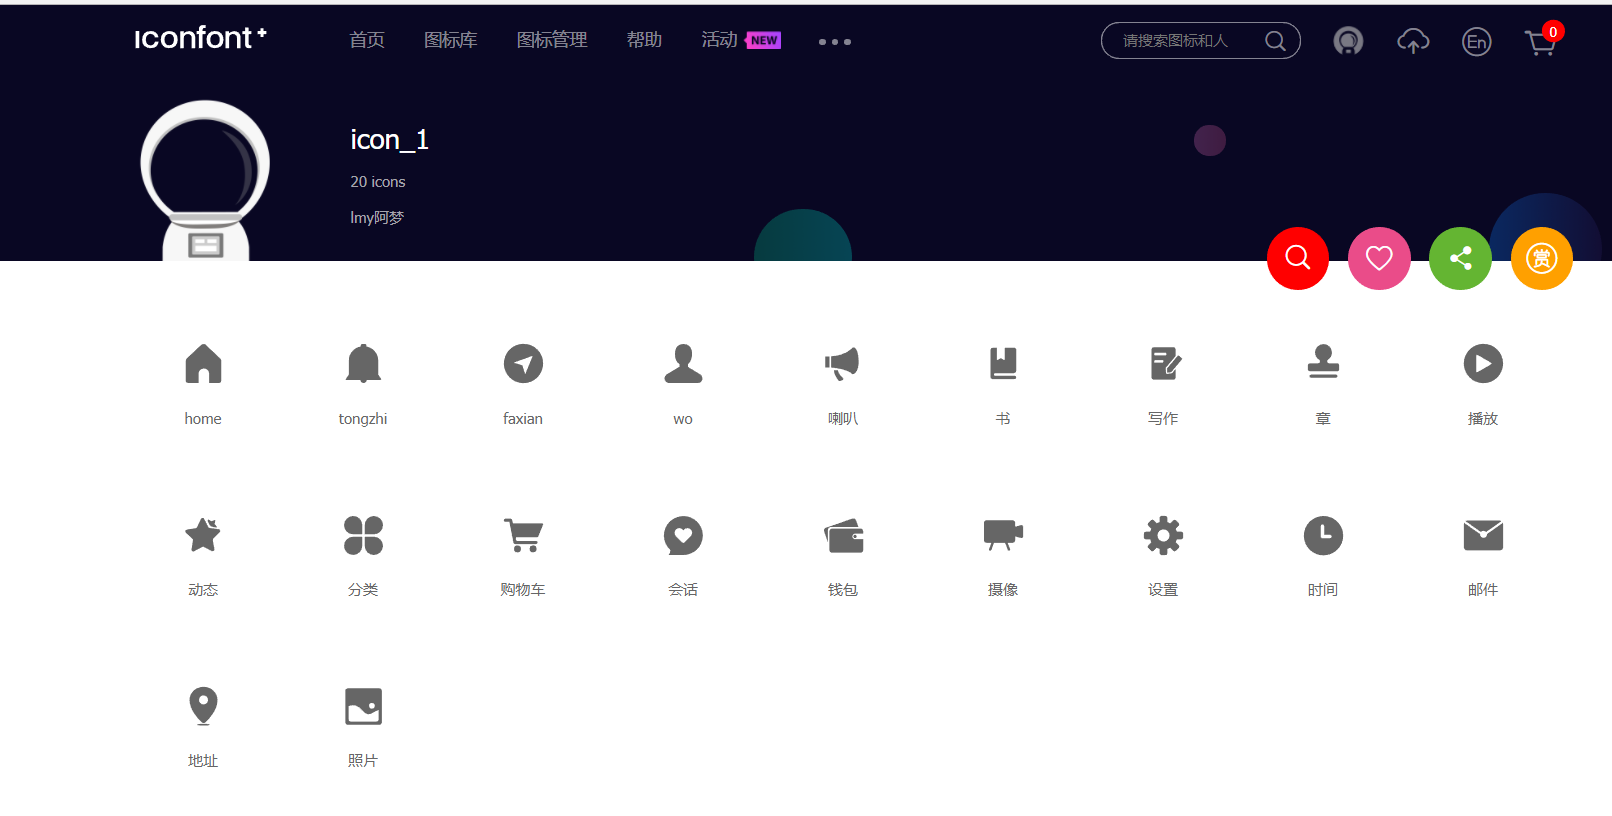 iconfont+ 首页 图标库 图标管理 帮助 活动 NEW 请搜索图标和人 En 0
icon_1
20 icons
lmy阿梦
赏
home tongzhi faxian wo 喇叭 书 写作 章 播放
动态 分类 购物车 会话 钱包 摄像 设置 时间 邮件
地址 照片